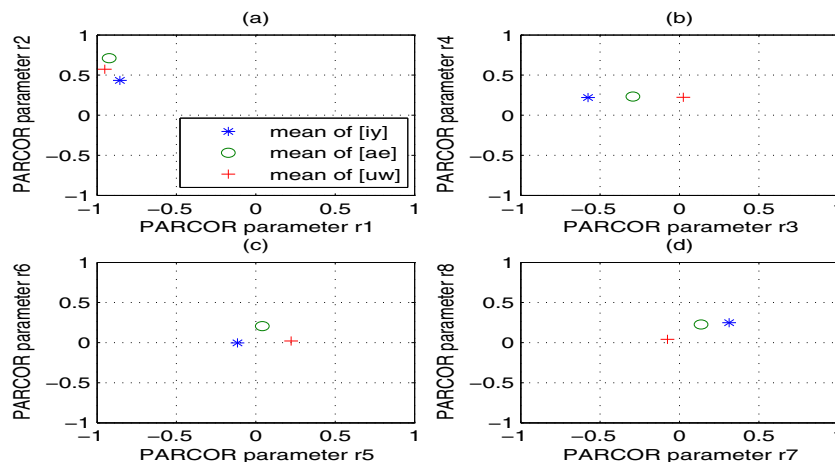 (a)
1
0.5
0
−0.5
−1
PARCOR parameter r2
mean of [iy]
mean of [ae]
mean of [uw]
−1 −0.5 0 0.5 1
PARCOR parameter r1
(b)
1
0.5
0
−0.5
−1
PARCOR parameter r4
−1 −0.5 0 0.5 1
PARCOR parameter r3
(c)
1
0.5
0
−0.5
−1
PARCOR parameter r6
−1 −0.5 0 0.5 1
PARCOR parameter r5
(d)
1
0.5
0
−0.5
−1
PARCOR parameter r8
−1 −0.5 0 0.5 1
PARCOR parameter r7